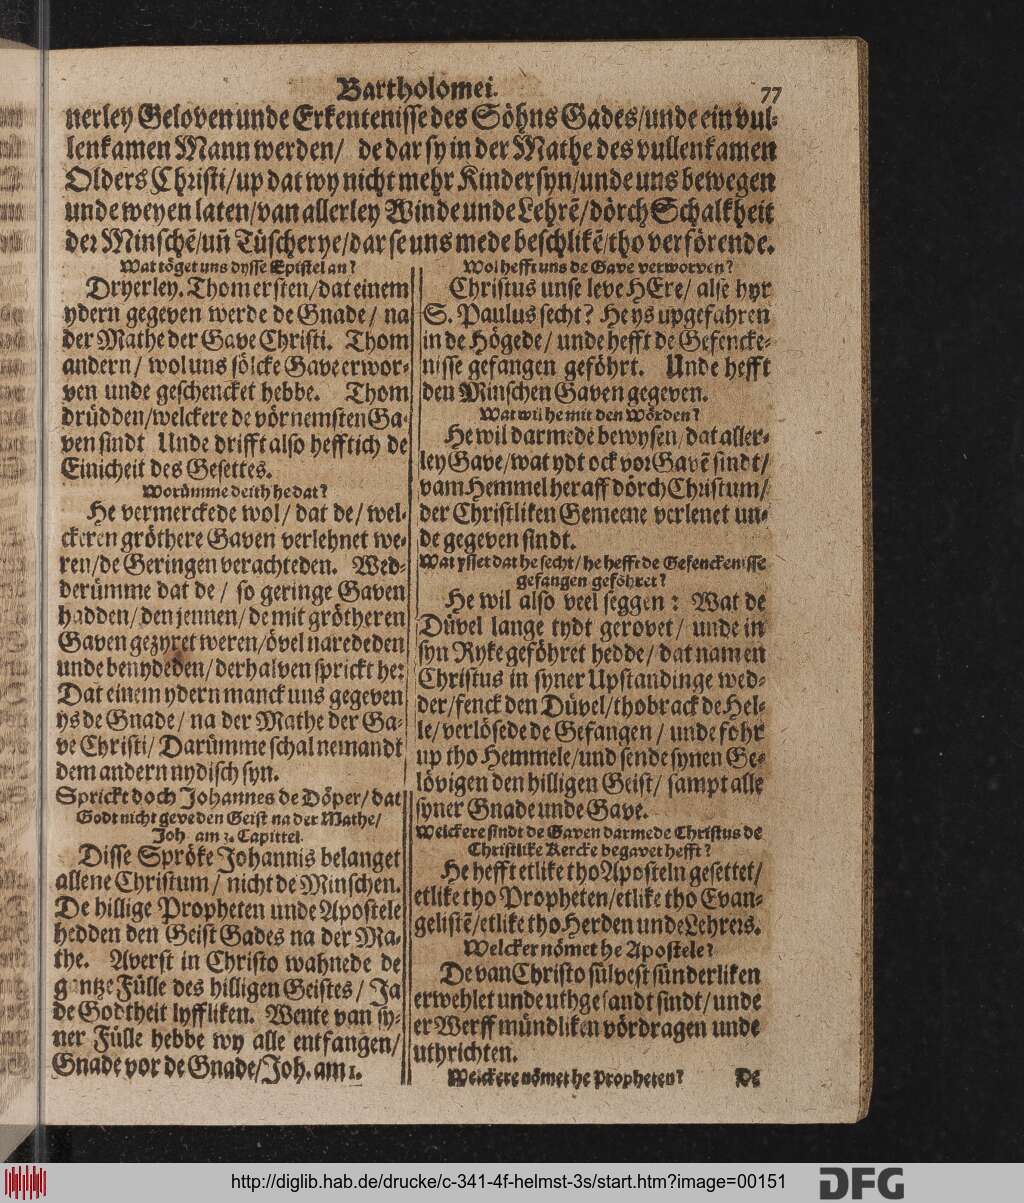 Bartholomei.
77
nerley Geloven unde Erkentenisse des Söhns Gades/ unde ein vul-
lenkamen Mann werden/ de dar sy in der Mathe des vullenkamen
Olders Christi/ up dat wy nicht mehr Kinder syn/ unde uns bewegen
unde weyen laten/ van allerley Winde unde Lehrē/ dörch Schalkheit
der Minschē/ uñ Tüscherye/ dar se uns mede beschlikē/ tho verförende.
Wat töget uns dysse Epistel an?
Dryerley. Thom ersten/ dat einem
ydern gegeven werde de Gnade/ na
der Mathe der Gave Christi. Thom
andern/ wol uns sölcke Gave erwor-
ven unde geschencket hebbe. Thom
drüdden/ welckere de vörnemsten Ga-
ven sindt Unde drifft also hefftich de
Einicheit des Gesettes.
Worümme deith he dat?
He vermerckede wol/ dat de/ wel-
ckeren gröthere Gaven verlehnet we-
ren/ de Geringen verachteden. Wed-
derümme dat de/ so geringe Gaven
hadden/ den jennen/ de mit grötheren
Gaven gezyret weren/ övel narededen
unde benydeden/ derhalven sprickt he:
Dat einem ydern manck uns gegeven
ys de Gnade/ na der Mathe der Ga-
ve Christi/ Darümme schal nemandt
dem andern nydisch syn.
Sprickt doch Johannes de Döper/ dat
Godt nicht geve den Geist na der Mathe/
Joh. am 3. Capittel.
Disse Spröke Johannis belanget
allene Christum/ nicht de Minschen.
De hillige Propheten unde Apostele
hedden den Geist Gades na der Ma-
the. Averst in Christo wahnede de
gantze Fülle des hilligen Geistes/ Ja
de Godtheit lyffliken. Wente van sy-
ner Fülle hebbe wy alle entfangen/
Gnade vor de Gnade/ Joh. am 1.
Wol hefft uns de Gave verworven?
Christus unse leve HEre/ alse hyr
S. Paulus secht? He ys upgefahren
in de Högede/ unde hefft de Gefencke-
nisse gefangen geföhrt. Unde hefft
den Minschen Gaven gegeven.
Wat wil he mit den Wörden?
He wil darmede bewysen/ dat aller-
ley Gave/ wat ydt ock vor Gavē sindt/
vam Hemmel heraff dörch Christum/
der Christliken Gemeene verlenet un-
de gegeven sindt.
Wat ysset dat he secht/ he hefft de Gefenckenisse
gefangen geföhret?
He wil also veel seggen: Wat de
Düvel lange tydt gerovet/ unde in
syn Ryke geföhret hedde/ dat namen
Christus in syner Upstandinge wed-
der/ fenck den Düvel/ thobrack de Hel-
le/ verlösede de Gefangen/ unde fohr
up tho Hemmele/ und sende synen Ge-
lövigen den hilligen Geist/ sampt alle
syner Gnade unde Gave.
Welckere sindt de Gaven darmede Christus de
Christlike Kercke begavet hefft?
He hefft etlike tho Aposteln gesettet/
etlike tho Propheten/ etlike tho Evan-
gelistē/ etlike tho Herden unde Lehrers.
Welcker nömet he Apostele?
De van Christo sülvest sünderliken
erwehlet unde uthgesandt sindt/ unde
er Werff mündliken vördragen unde
uthrichten.
Welckere nömet he Propheten?
De
http://diglib.hab.de/drucke/c-341-4f-helmst-3s/start.htm?image=00151
DFG